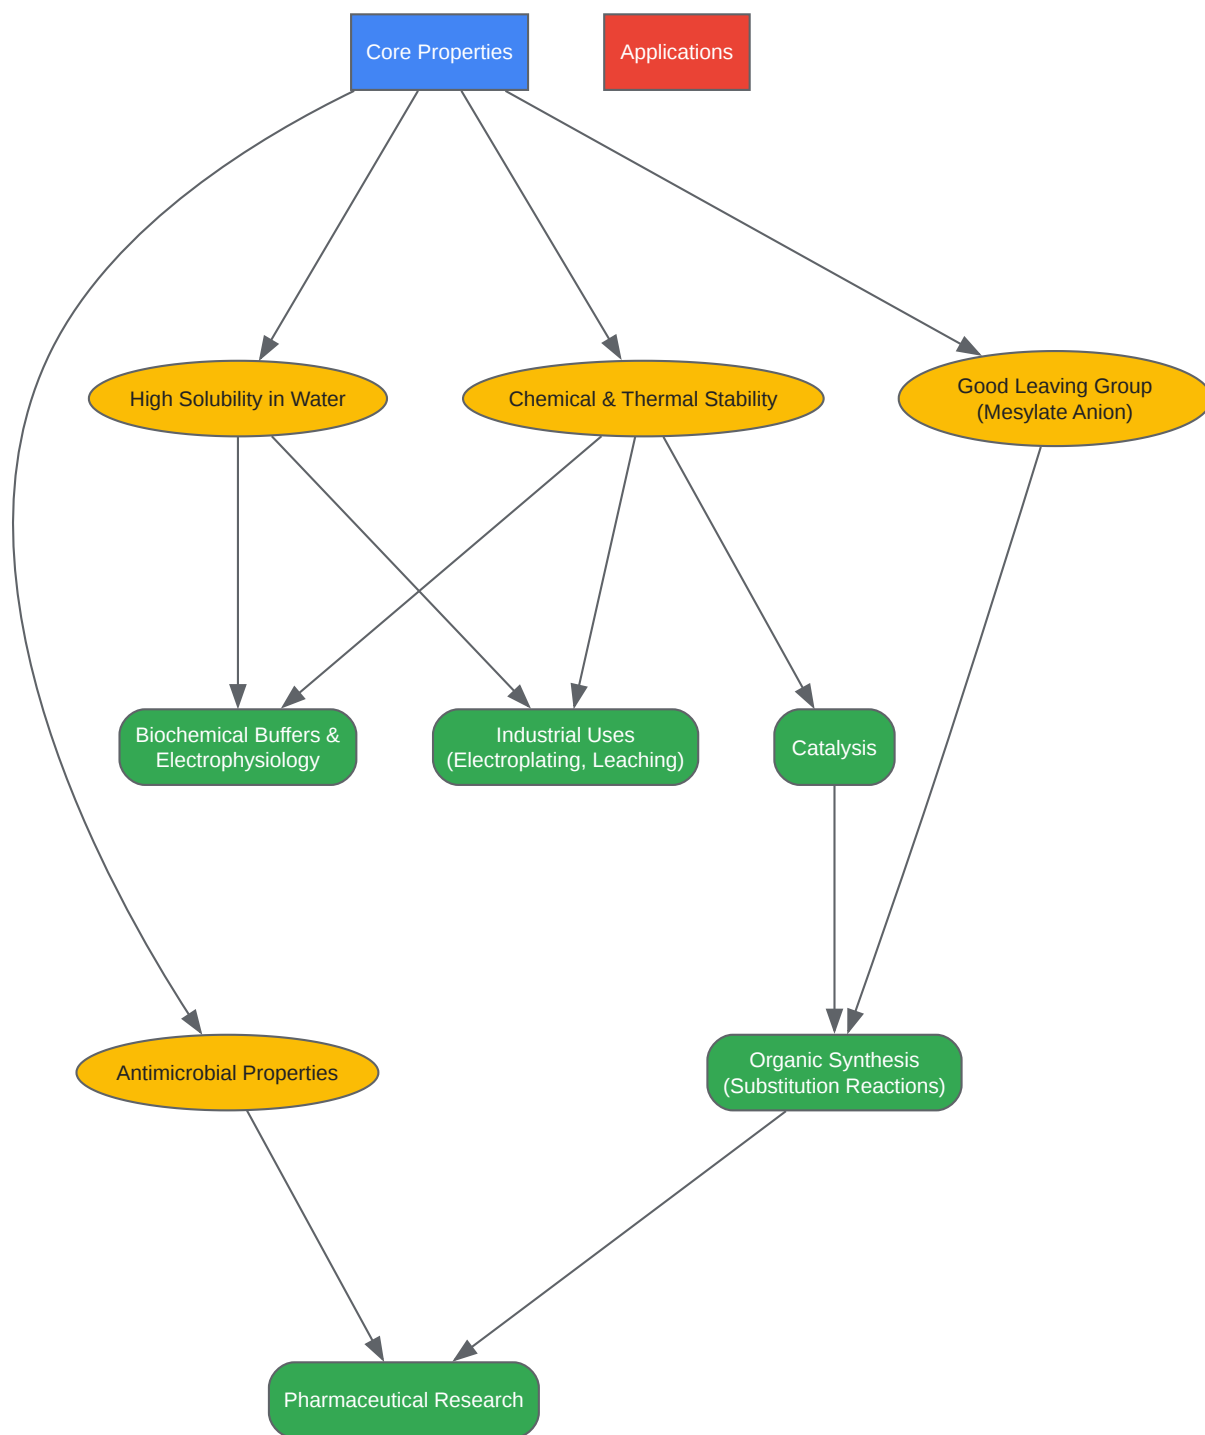 Core Properties
Applications
High Solubility in Water
Chemical & Thermal Stability
Good Leaving Group
(Mesylate Anion)
Biochemical Buffers &
Electrophysiology
Industrial Uses
(Electroplating, Leaching)
Catalysis
Antimicrobial Properties
Organic Synthesis
(Substitution Reactions)
Pharmaceutical Research